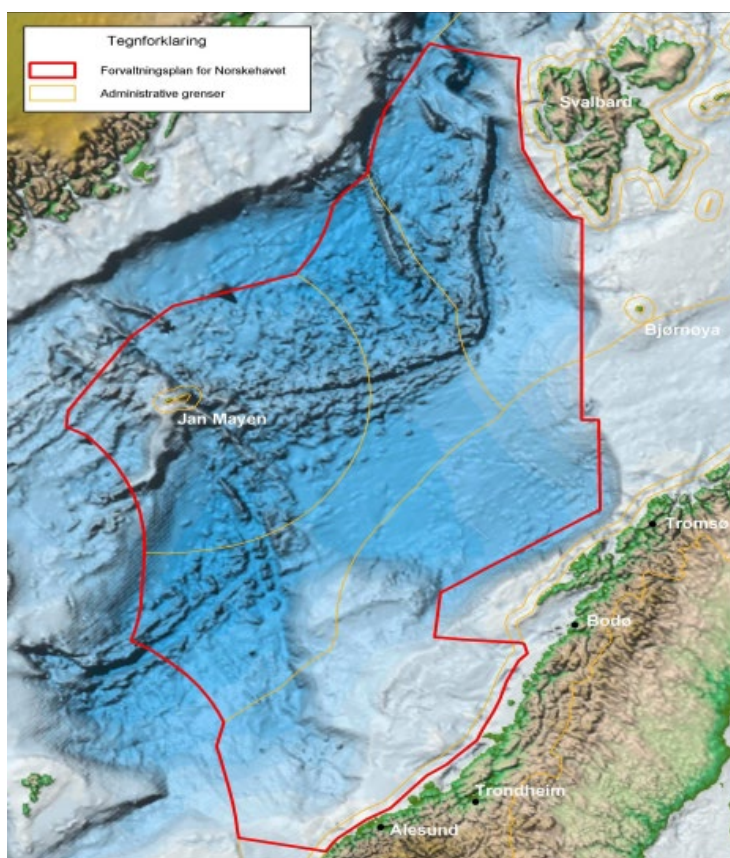 Tegnforklaring
Forvaltningsplan for Norskehavet
Administrative grenser
Svalbard
Bjørnøya
Jan Mayen
Tromsø
Bodø
Trondheim
Ålesund